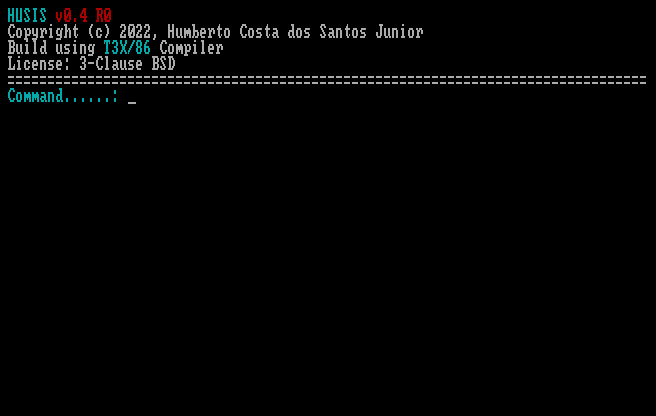 HUSIS v0.4 R0
Copyright (c) 2022, Humberto Costa dos Santos Junior
Build using T3X/86 Compiler
License: 3-Clause BSD
================================================================================
Command......: _